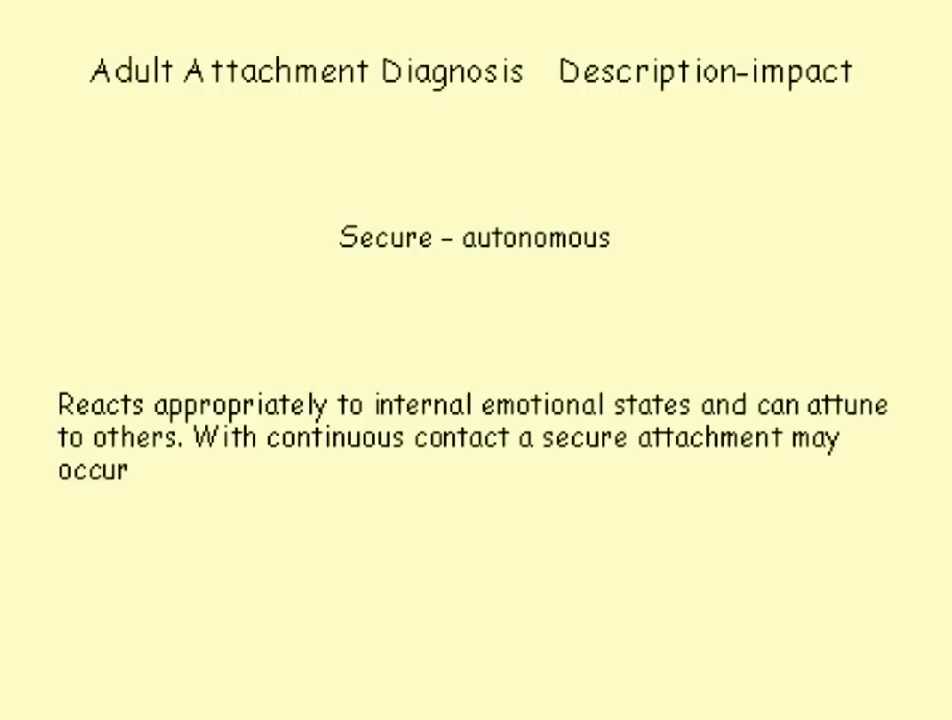 Adult Attachment Diagnosis Description-impact
Secure - autonomous
Reacts appropriately to internal emotional states and can attune
to others. With continuous contact a secure attachment may
occur